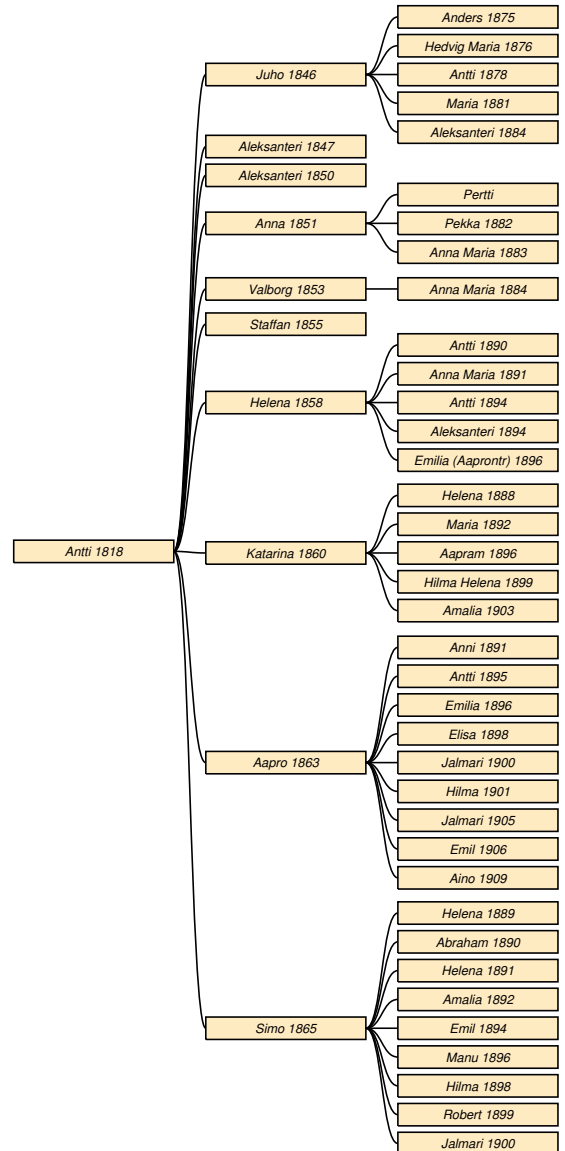 Anders 1875
Hedvig Maria 1876
Juho 1846
Antti 1878
Maria 1881
Aleksanteri 1884
Aleksanteri 1847
Aleksanteri 1850
Pertti
Anna 1851
Pekka 1882
Anna Maria 1883
Valborg 1853
Anna Maria 1884
Staffan 1855
Antti 1890
Anna Maria 1891
Helena 1858
Antti 1894
Aleksanteri 1894
Emilia (Aaprontr) 1896
Helena 1888
Maria 1892
Antti 1818
Katarina 1860
Aapram 1896
Hilma Helena 1899
Amalia 1903
Anni 1891
Antti 1895
Emilia 1896
Elisa 1898
Aapro 1863
Jalmari 1900
Hilma 1901
Jalmari 1905
Emil 1906
Aino 1909
Helena 1889
Abraham 1890
Helena 1891
Amalia 1892
Simo 1865
Emil 1894
Manu 1896
Hilma 1898
Robert 1899
Jalmari 1900